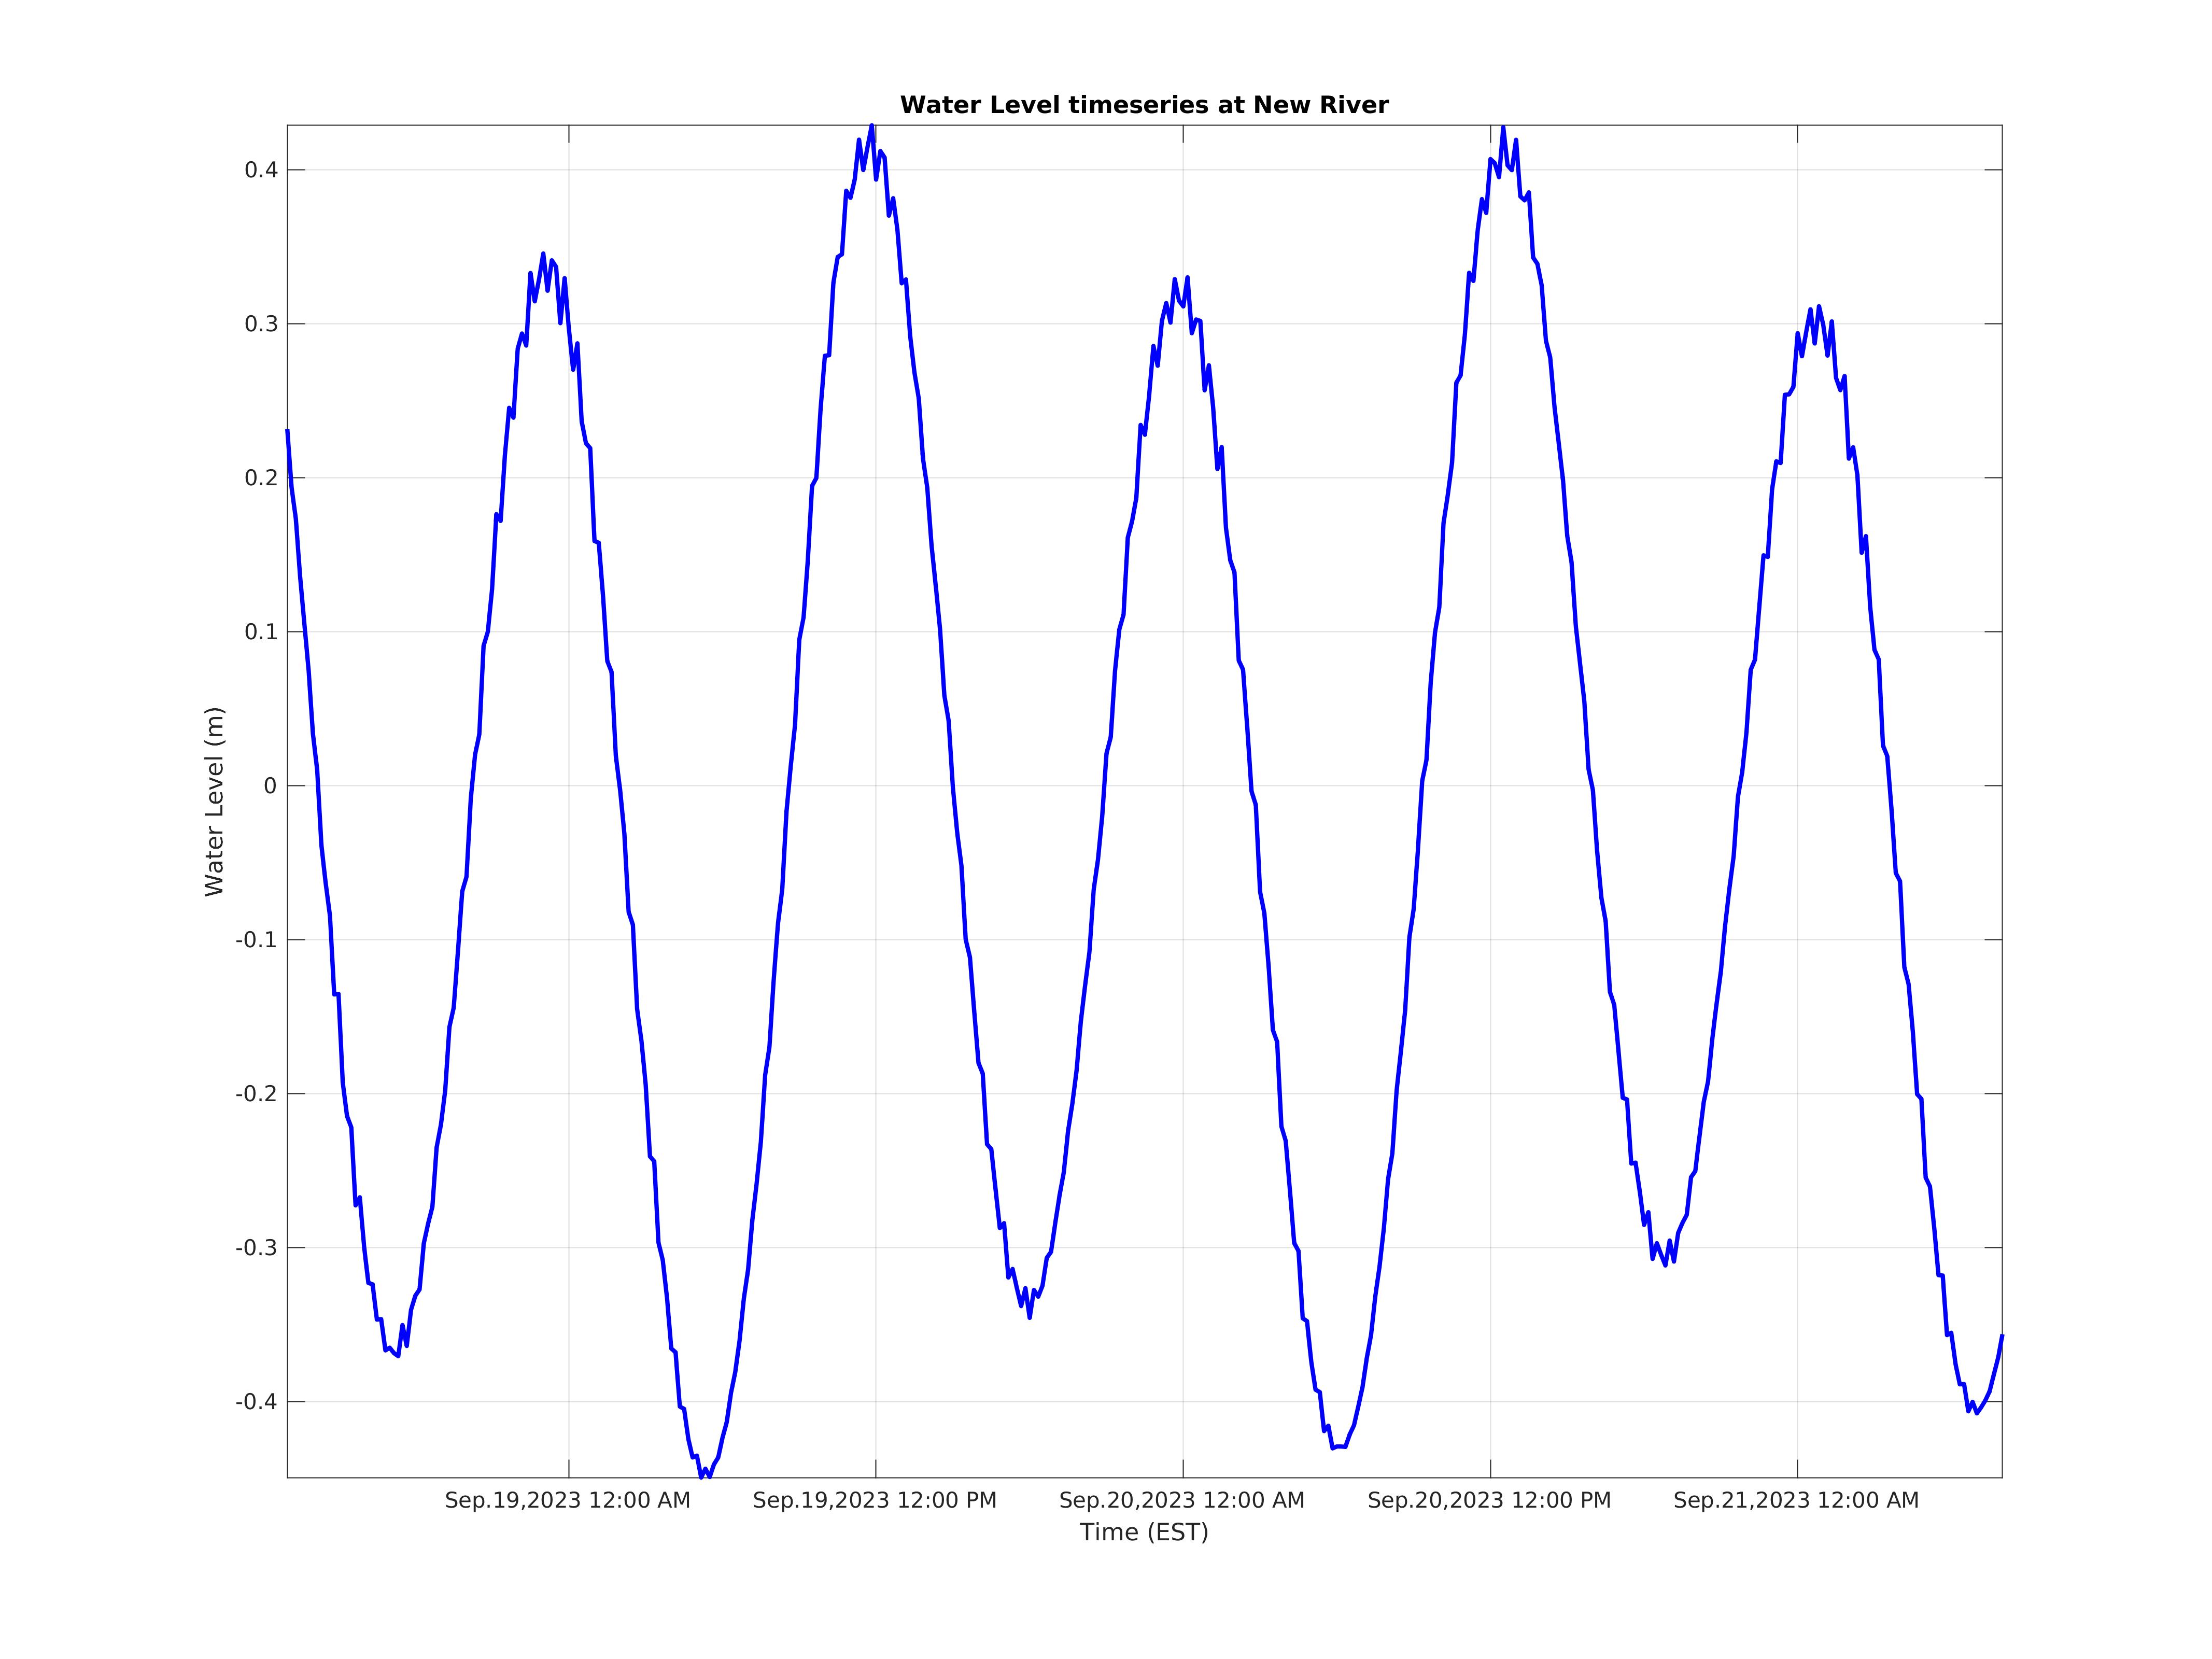 Water Level timeseries at New River
0.4
0.3
0.2
0.1
0
-0.1
-0.2
-0.3
-0.4
Water Level (m)
Sep.19,2023 12:00 AM Sep.19,2023 12:00 PM Sep.20,2023 12:00 AM Sep.20,2023 12:00 PM Sep.21,2023 12:00 AM
Time (EST)